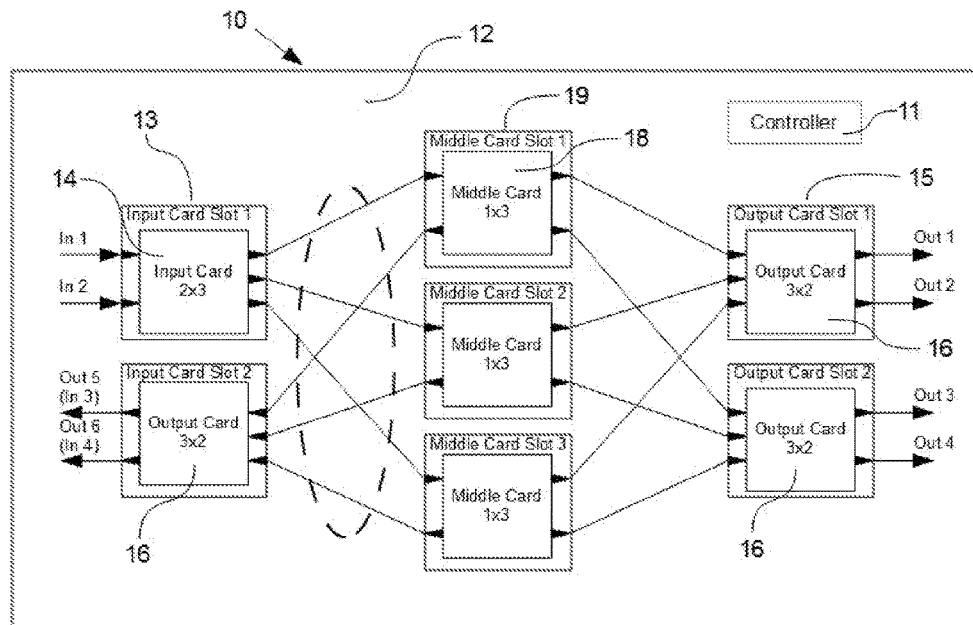 10
12
19
11
Controller
13
Middle Card Slot 1
18
Middle Card
1x3
14
Input Card Slot 1
In 1
In 2
Input Card
2x3
15
Output Card Slot 1
Output Card
3x2
Out 1
Out 2
16
Middle Card Slot 2
Middle Card
1x3
Input Card Slot 2
Out 5
(In 3)
Out 6
(In 4)
Output Card
3x2
16
Output Card Slot 2
Output Card
3x2
Out 3
Out 4
16
Middle Card Slot 3
Middle Card
1x3